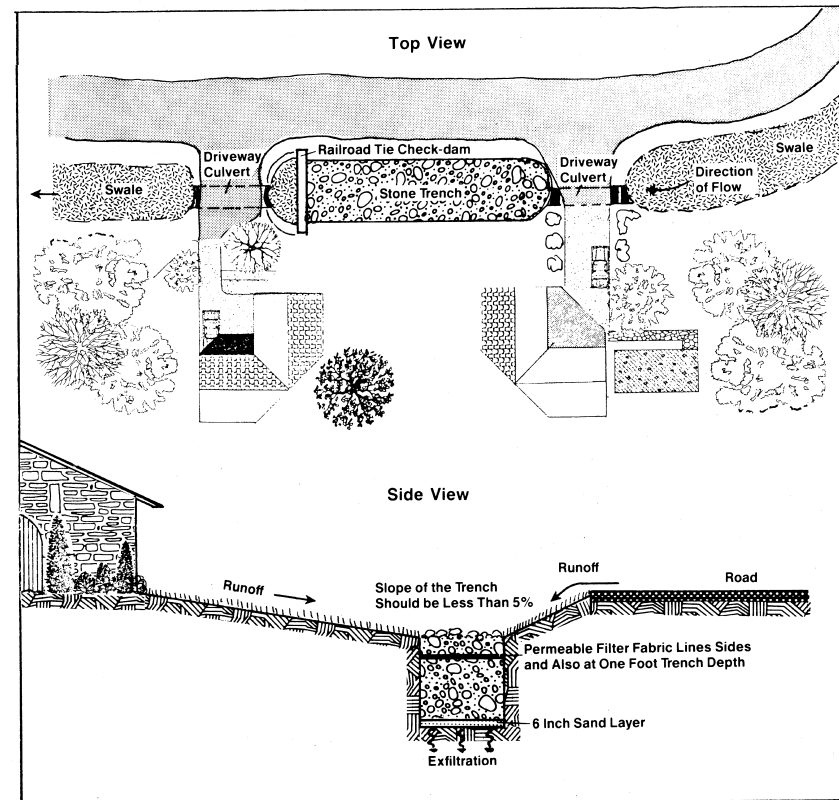 Top View
Railroad Tie Check-dam
Driveway
Culvert
Driveway
Culvert
Swale
Swale
Stone Trench
Direction
of Flow
Side View
Runoff
Slope of the Trench
Should be Less Than 5%
Runoff
Road
Permeable Filter Fabric Lines Sides
and Also at One Foot Trench Depth
6 Inch Sand Layer
Exfiltration